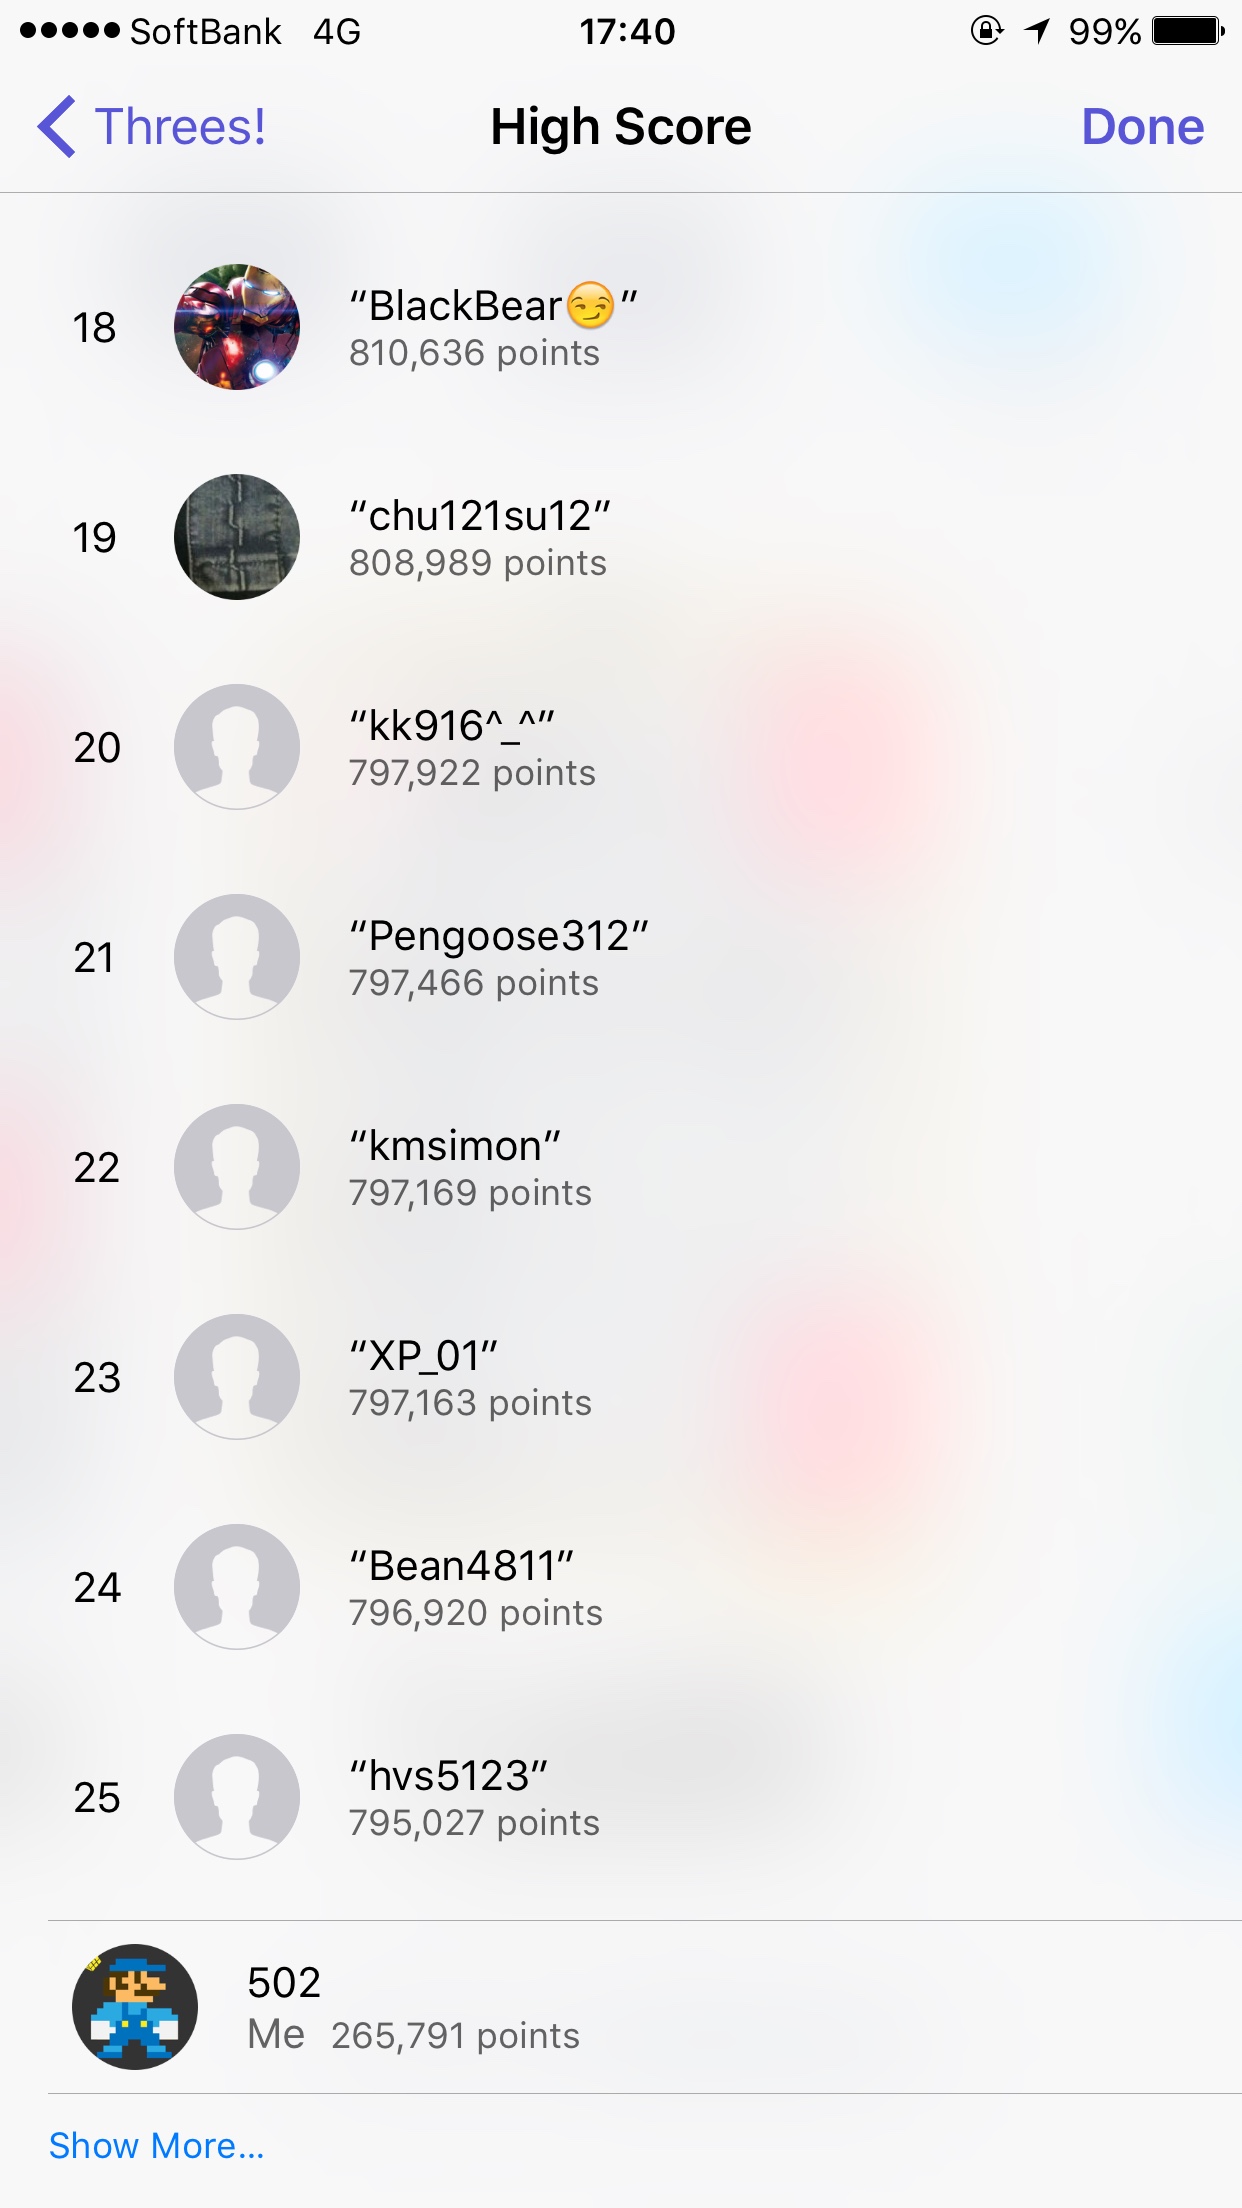 SoftBank 4G 17:40 99%
Threes! High Score Done
18
“BlackBear😏”
810,636 points
19
“chu121su12”
808,989 points
20
“kk916^_^”
797,922 points
21
“Pengoose312”
797,466 points
22
“kmsimon”
797,169 points
23
“XP_01”
797,163 points
24
“Bean4811”
796,920 points
25
“hvs5123”
795,027 points
502
Me 265,791 points
Show More...